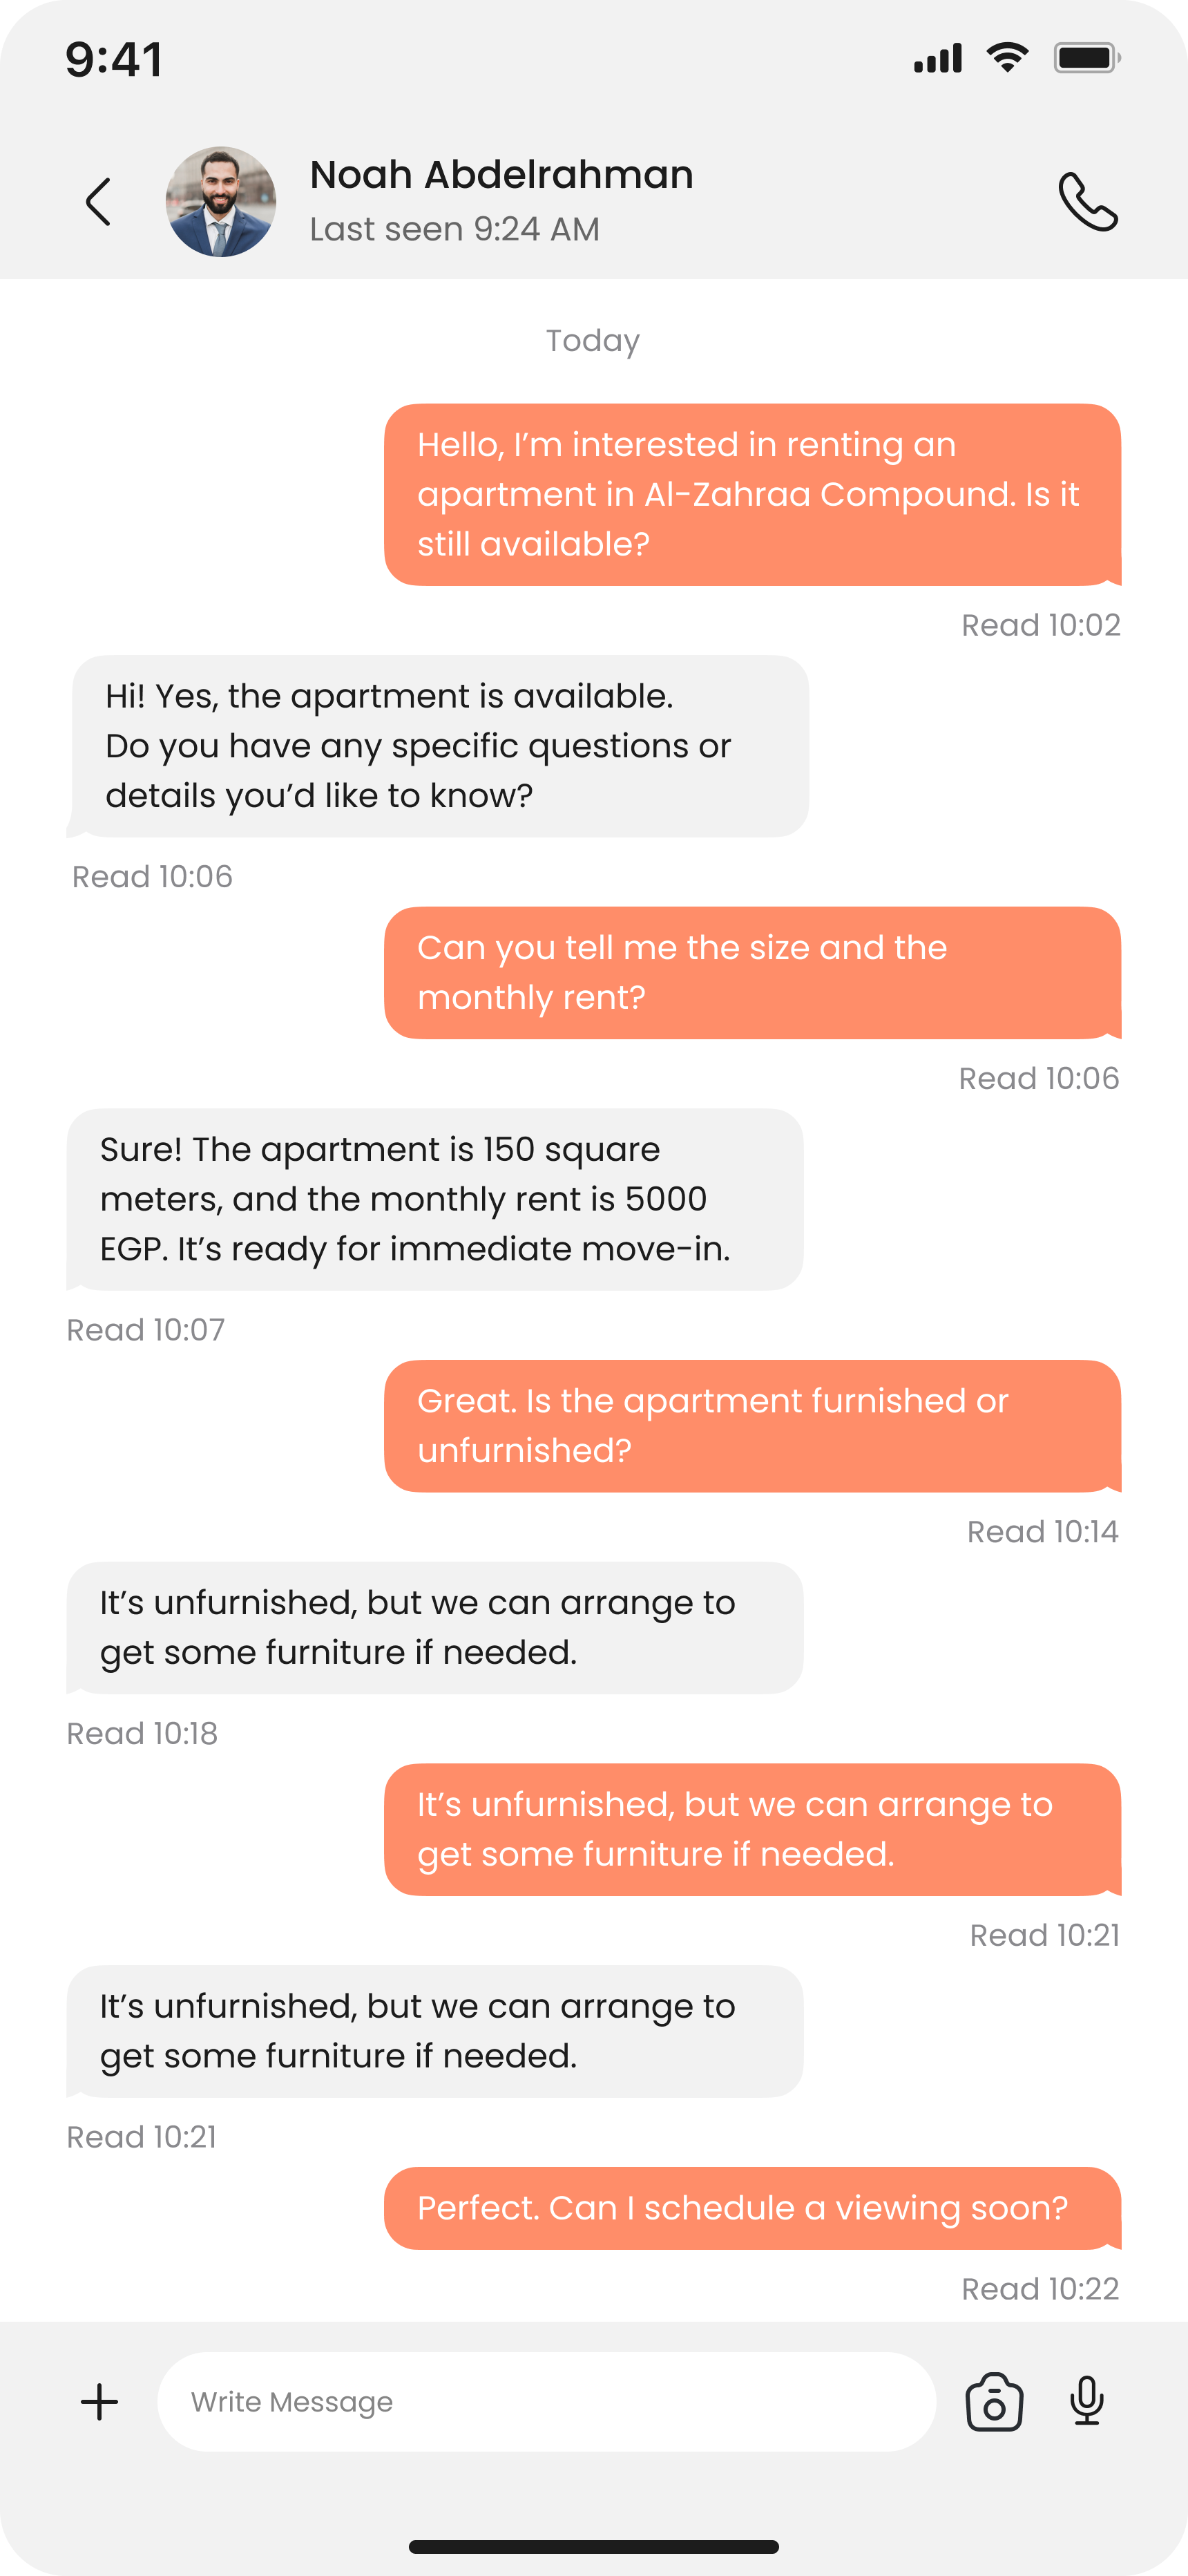 9:41
Noah Abdelrahman
Last seen 9:24 AM
Today
Hello, I’m interested in renting an
apartment in Al-Zahraa Compound. Is it
still available?
Read 10:02
Hi! Yes, the apartment is available.
Do you have any specific questions or
details you’d like to know?
Read 10:06
Can you tell me the size and the
monthly rent?
Read 10:06
Sure! The apartment is 150 square
meters, and the monthly rent is 5000
EGP. It’s ready for immediate move-in.
Read 10:07
Great. Is the apartment furnished or
unfurnished?
Read 10:14
It’s unfurnished, but we can arrange to
get some furniture if needed.
Read 10:18
It’s unfurnished, but we can arrange to
get some furniture if needed.
Read 10:21
It’s unfurnished, but we can arrange to
get some furniture if needed.
Read 10:21
Perfect. Can I schedule a viewing soon?
Read 10:22
Write Message